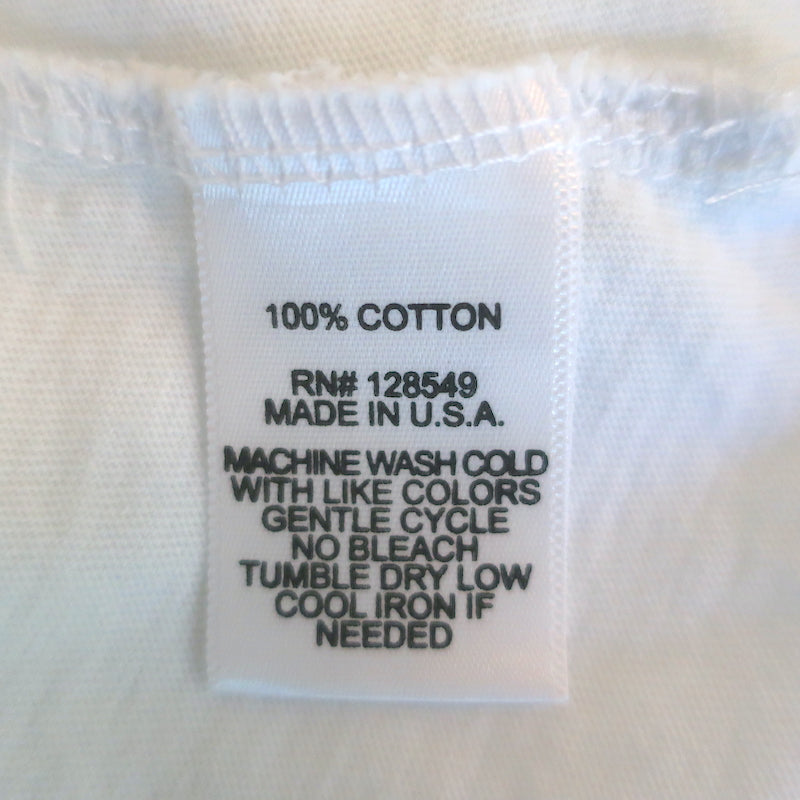 100% COTTON
RN# 128549
MADE IN U.S.A.
MACHINE WASH COLD
WITH LIKE COLORS
GENTLE CYCLE
NO BLEACH
TUMBLE DRY LOW
COOL IRON IF
NEEDED